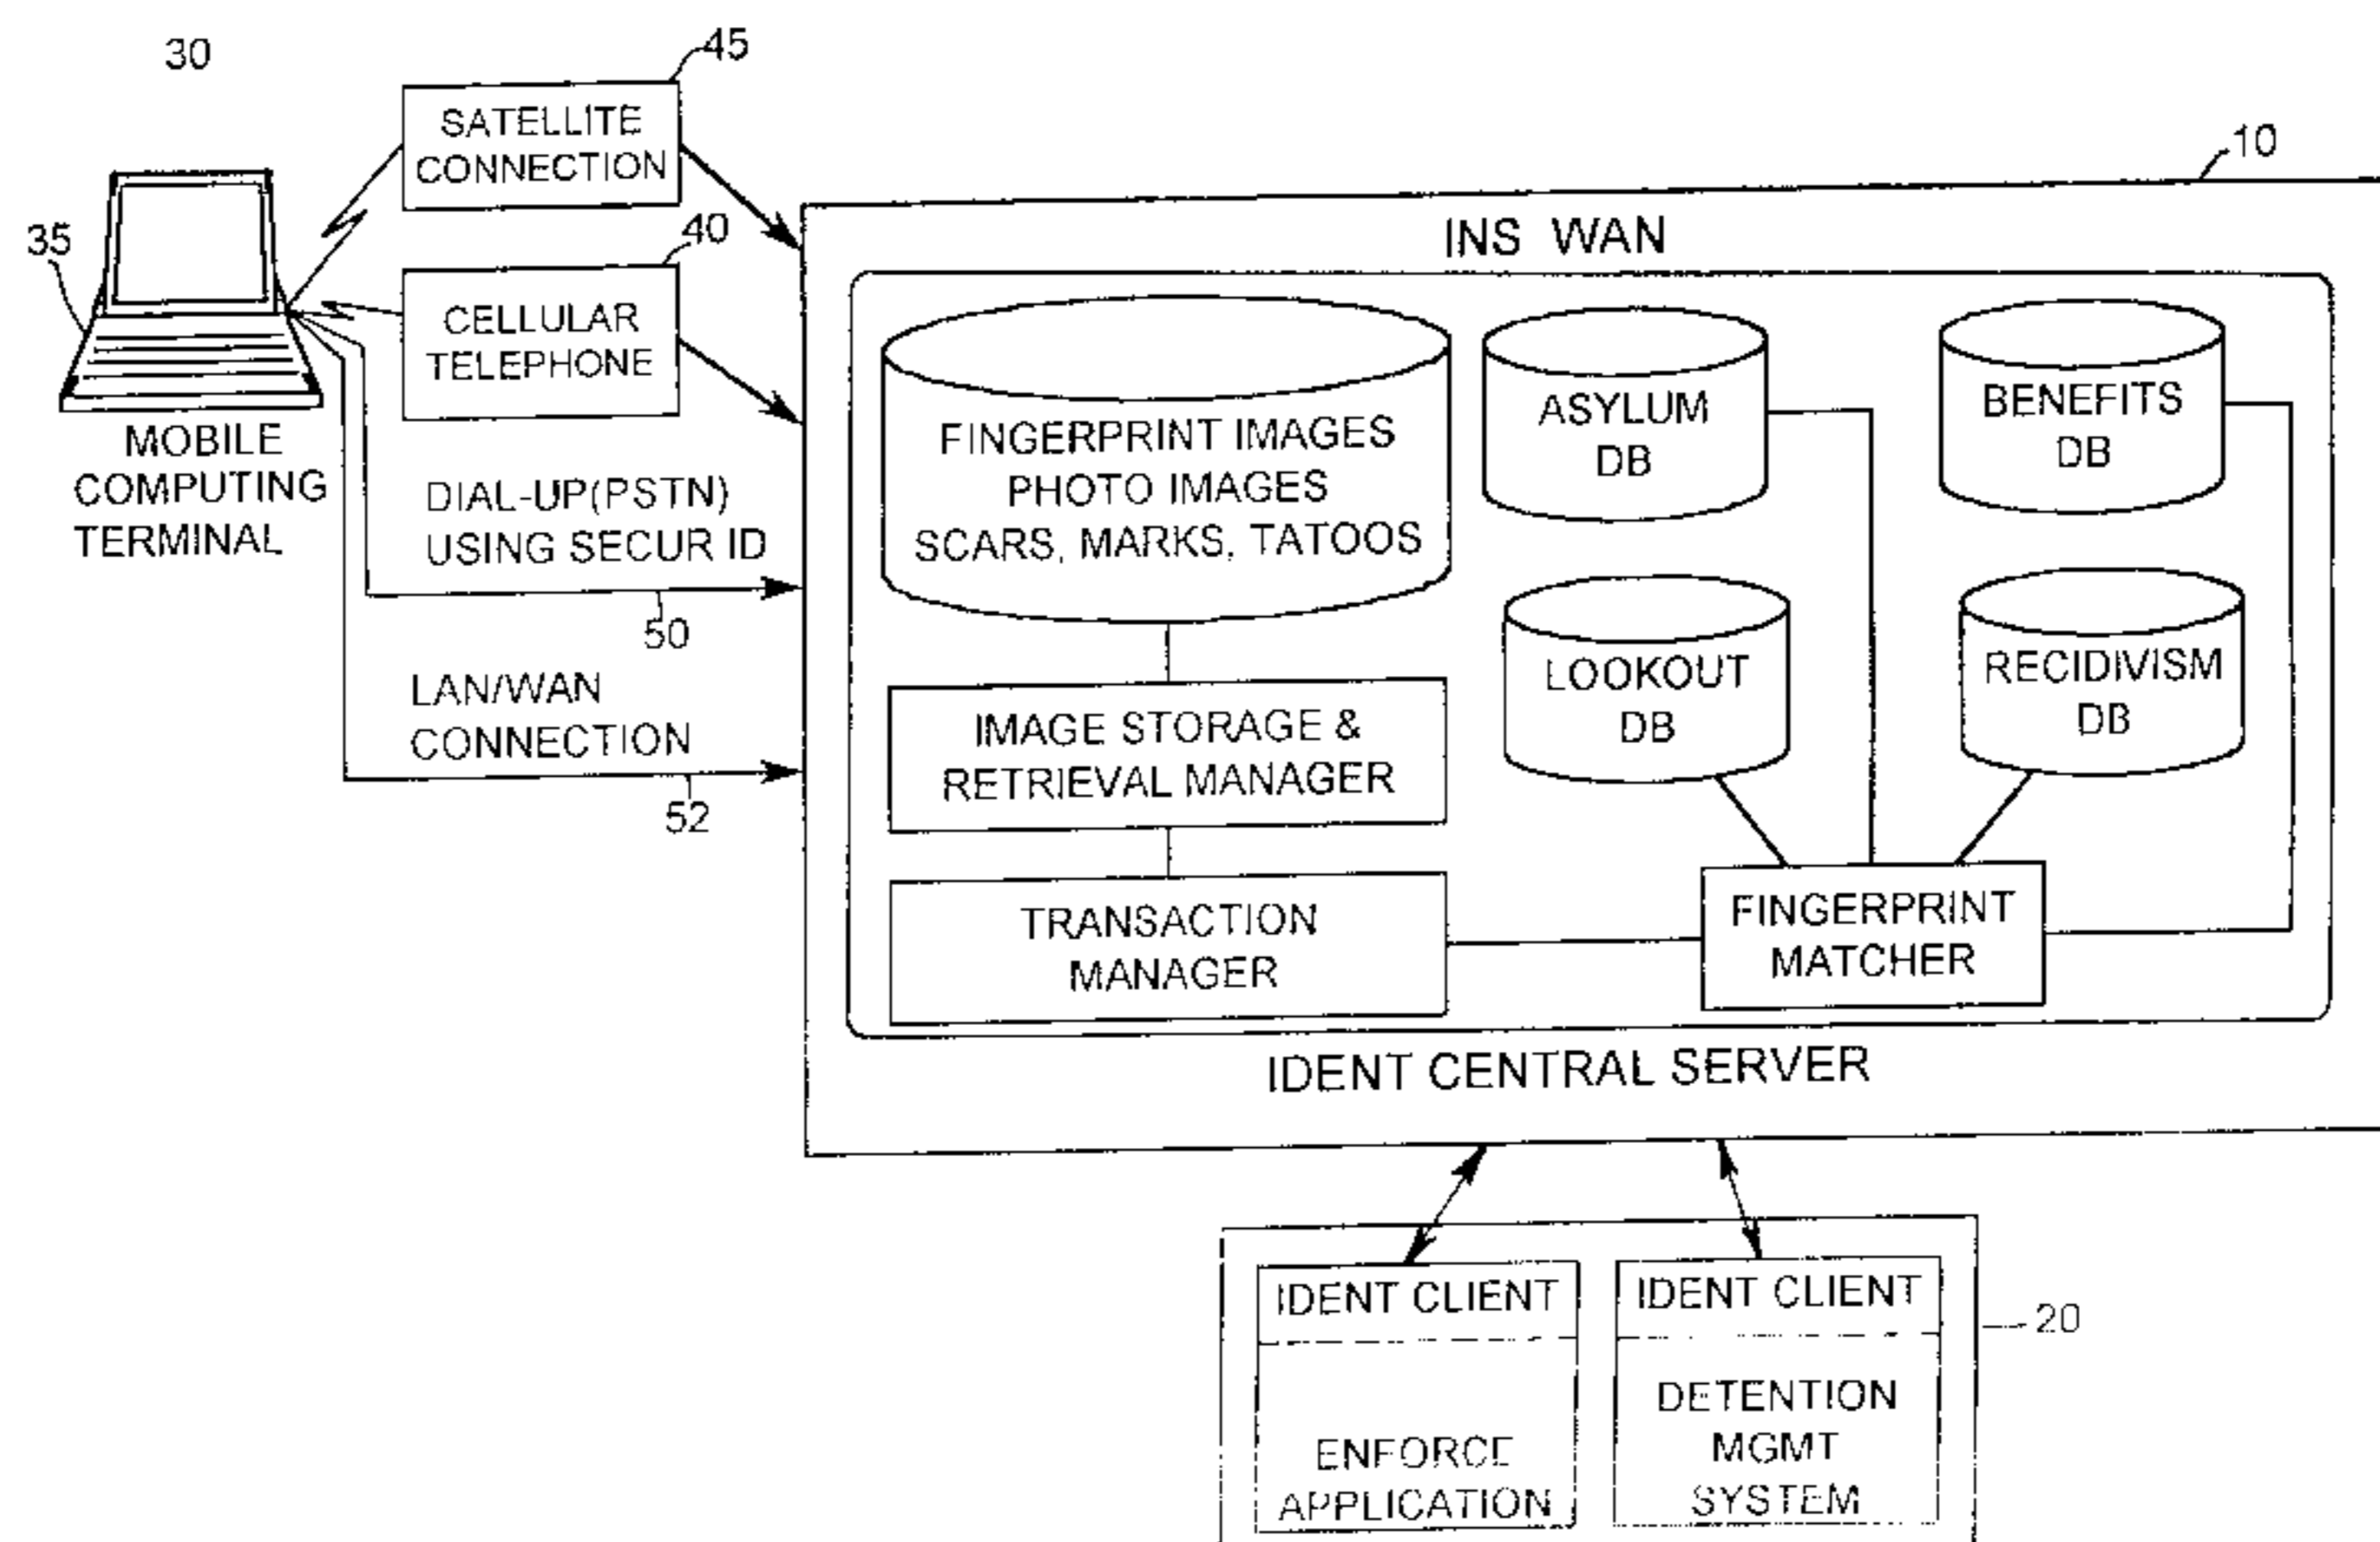 30
45
SATELLITE
CONNECTION
10
INS WAN
35
40
CELLULAR
TELEPHONE
MOBILE
COMPUTING
TERMINAL
DIAL-UP(PSTN)
USING SECUR ID
50
LAN/WAN
CONNECTION
52
FINGERPRINT IMAGES
PHOTO IMAGES
SCARS, MARKS, TATOOS
ASYLUM
DB
BENEFITS
DB
LOOKOUT
DB
RECIDIVISM
DB
IMAGE STORAGE &
RETRIEVAL MANAGER
TRANSACTION
MANAGER
FINGERPRINT
MATCHER
IDENT CENTRAL SERVER
IDENT CLIENT
ENFORCE
APPLICATION
IDENT CLIENT
DETENTION
MGMT
SYSTEM
20